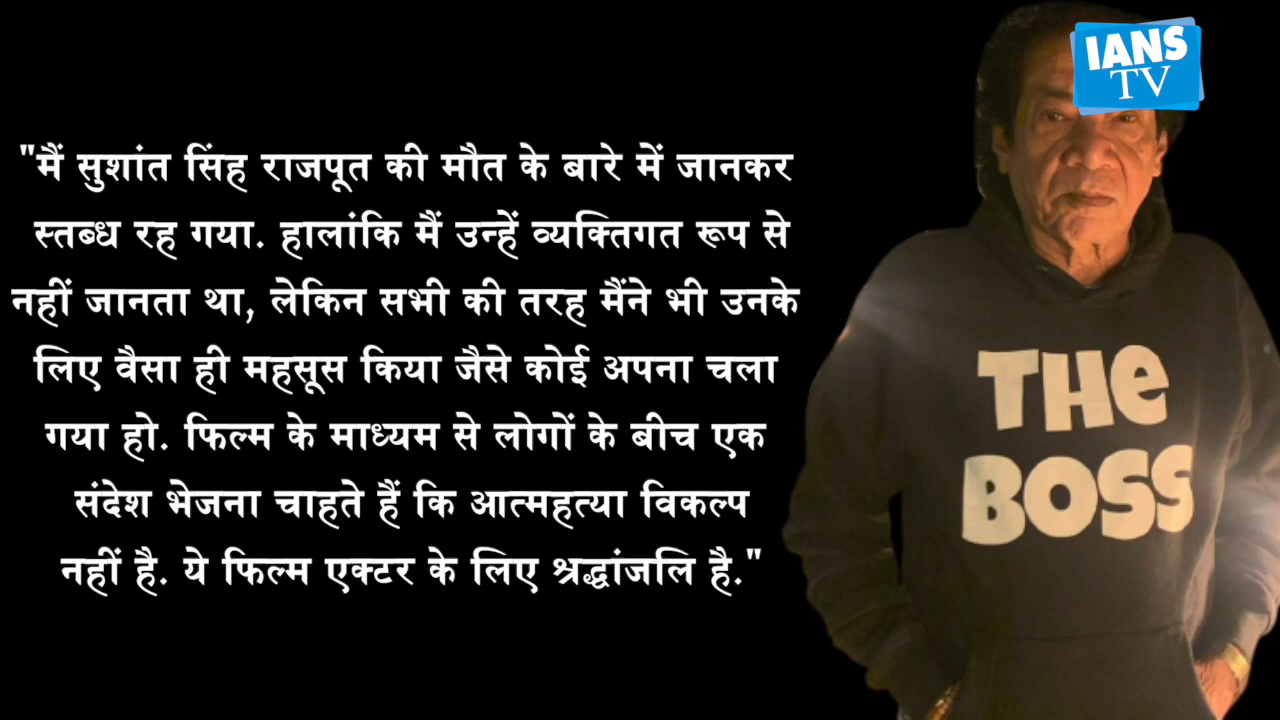 IANS
TV
"मैं सुशांत सिंह राजपूत की मौत के बारे में जानकर
स्तब्ध रह गया. हालांकि मैं उन्हें व्यक्तिगत रूप से
नहीं जानता था, लेकिन सभी की तरह मैंने भी उनके
लिए वैसा ही महसूस किया जैसे कोई अपना चला
गया हो. फिल्म के माध्यम से लोगों के बीच एक
संदेश भेजना चाहते हैं कि आत्महत्या विकल्प
नहीं है. ये फिल्म एक्टर के लिए श्रद्धांजलि है."
THe
BOSS